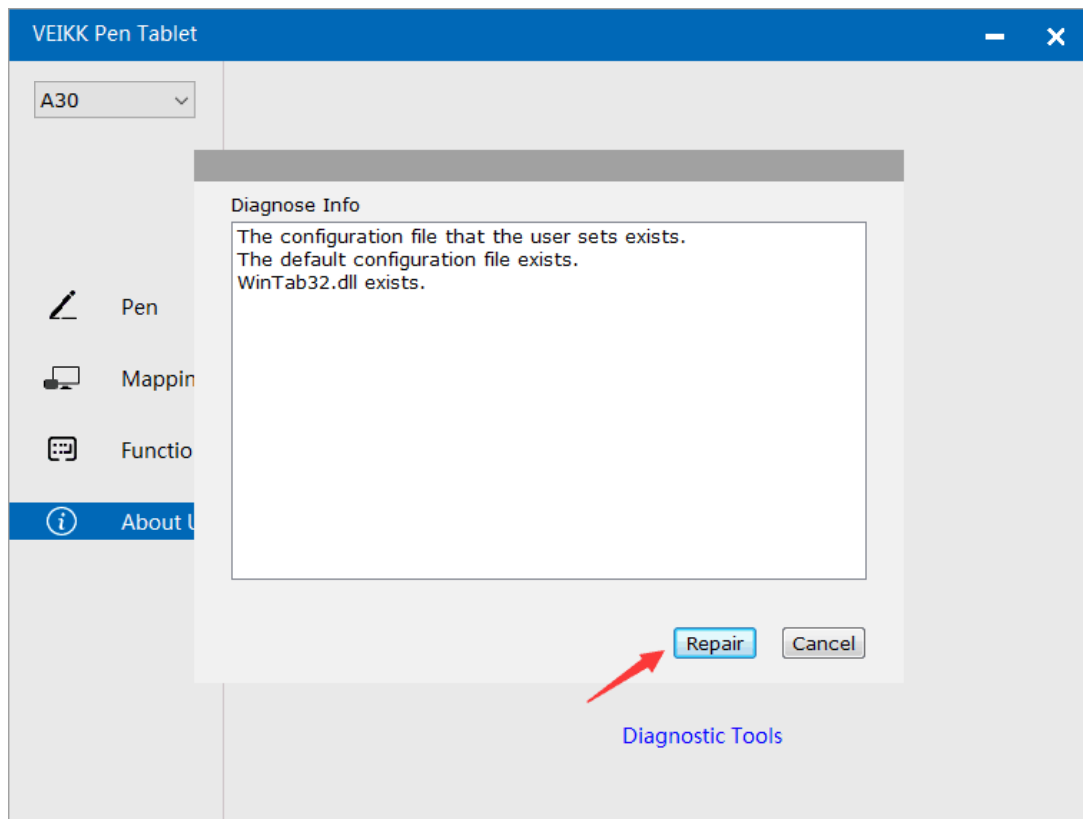 VEIKK Pen Tablet
A30
Diagnose Info
The configuration file that the user sets exists.
The default configuration file exists.
WinTab32.dll exists.
Pen
Mappin
Functio
About U
Repair
Cancel
Diagnostic Tools